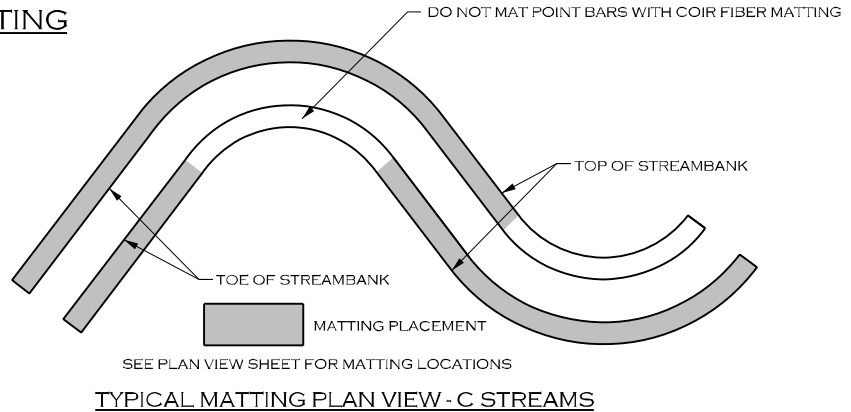 TING
DO NOT MAT POINT BARS WITH COIR FIBER MATTING
TOP OF STREAMBANK
TOE OF STREAMBANK
MATTING PLACEMENT
SEE PLAN VIEW SHEET FOR MATTING LOCATIONS
TYPICAL MATTING PLAN VIEW - C STREAMS